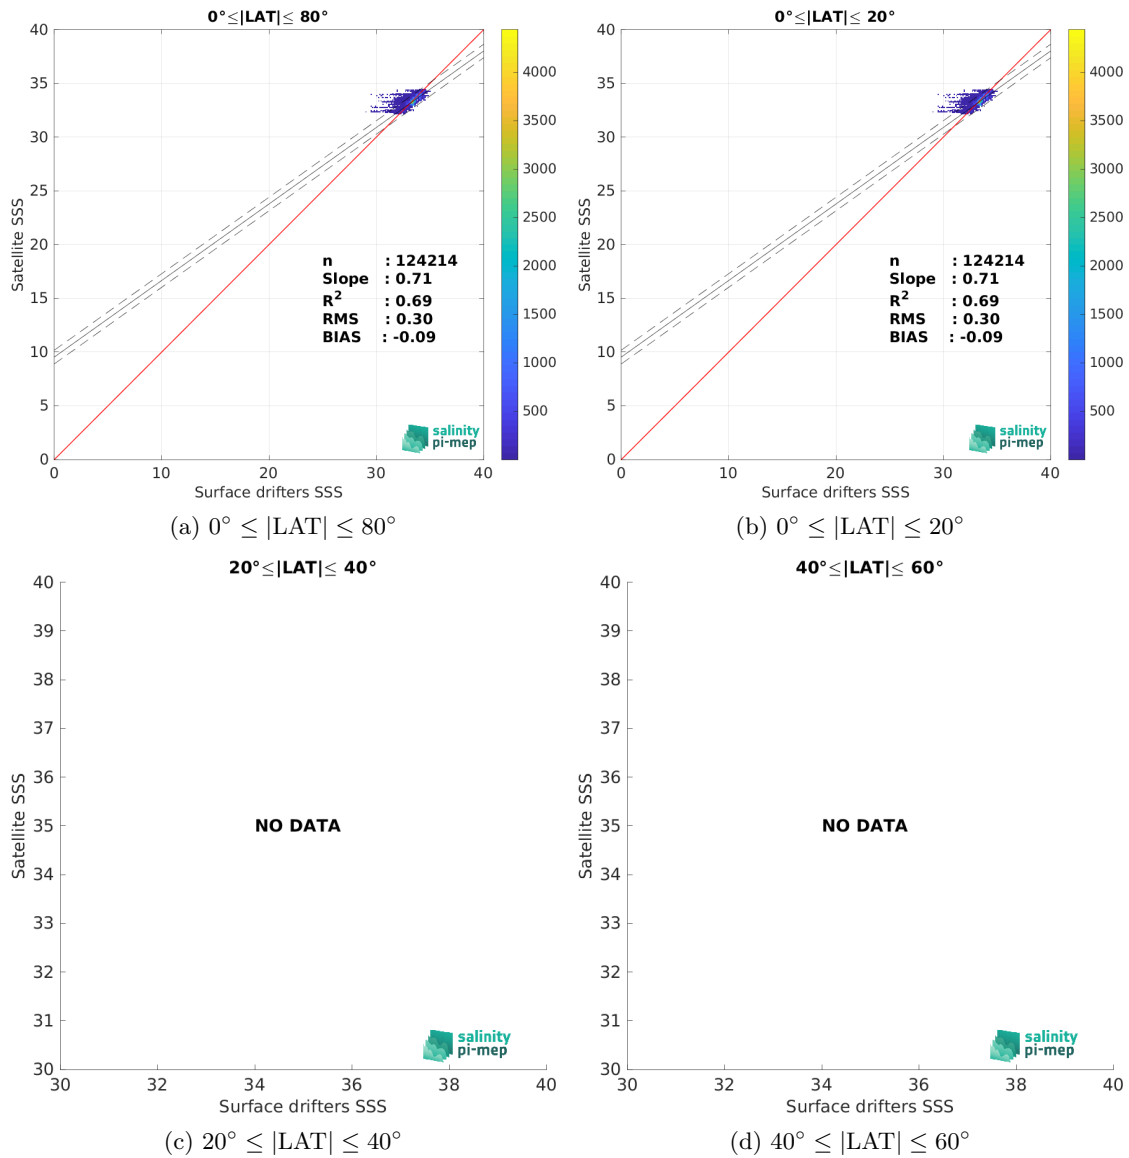 0°≤|LAT|≤ 80°
40
35
30
25
20
15
10
5
0
Satellite SSS
n : 124214
Slope : 0.71
R² : 0.69
RMS : 0.30
BIAS : -0.09
salinity
pi-mep
0 10 20 30 40
Surface drifters SSS
4000
3500
3000
2500
2000
1500
1000
500
(a) 0° ≤ |LAT| ≤ 80°
0°≤|LAT|≤ 20°
40
35
30
25
20
15
10
5
0
Satellite SSS
n : 124214
Slope : 0.71
R² : 0.69
RMS : 0.30
BIAS : -0.09
salinity
pi-mep
0 10 20 30 40
Surface drifters SSS
4000
3500
3000
2500
2000
1500
1000
500
(b) 0° ≤ |LAT| ≤ 20°
20°≤|LAT|≤ 40°
40
39
38
37
36
35
34
33
32
31
30
Satellite SSS
NO DATA
salinity
pi-mep
30 32 34 36 38 40
Surface drifters SSS
(c) 20° ≤ |LAT| ≤ 40°
40°≤|LAT|≤ 60°
40
39
38
37
36
35
34
33
32
31
30
Satellite SSS
NO DATA
salinity
pi-mep
30 32 34 36 38 40
Surface drifters SSS
(d) 40° ≤ |LAT| ≤ 60°